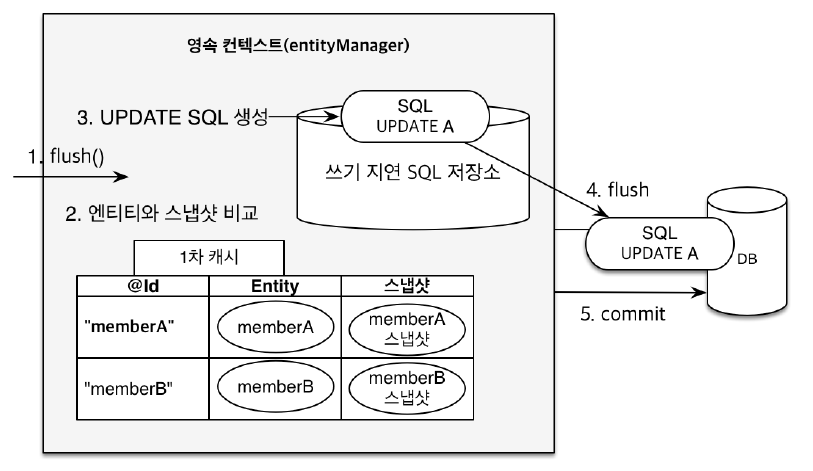 영속 컨텍스트(entityManager)
SQL
UPDATE A
3. UPDATE SQL 생성
쓰기 지연 SQL 저장소
1. flush()
2. 엔티티와 스냅샷 비교
4. flush
SQL
UPDATE A
DB
5. commit
1차 캐시
@Id Entity 스냅샷
"memberA" memberA memberA
스냅샷
"memberB" memberB memberB
스냅샷